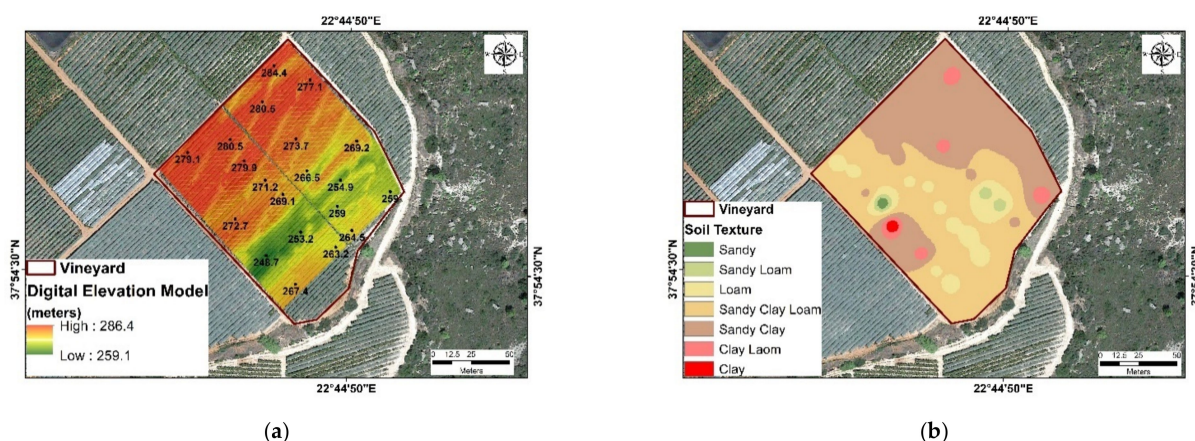 22°44'50"E
284.4
277.1
280.6
280.5
273.7
269.2
279.1
279.9
266.5
271.2
254.9
269.1
259
259
272.7
253.2
264.5
263.2
248.7
267.4
37°54'30"N
37°54'30"N
Vineyard
Digital Elevation Model
(meters)
High : 286.4
Low : 259.1
0 12.5 25 50
Meters
22°44'50"E
(a)
22°44'50"E
Vineyard
Soil Texture
Sandy
Sandy Loam
Loam
Sandy Clay Loam
Sandy Clay
Clay Laom
Clay
37°54'30"N
37°54'30"N
0 12.5 25 50
Meters
22°44'50"E
(b)